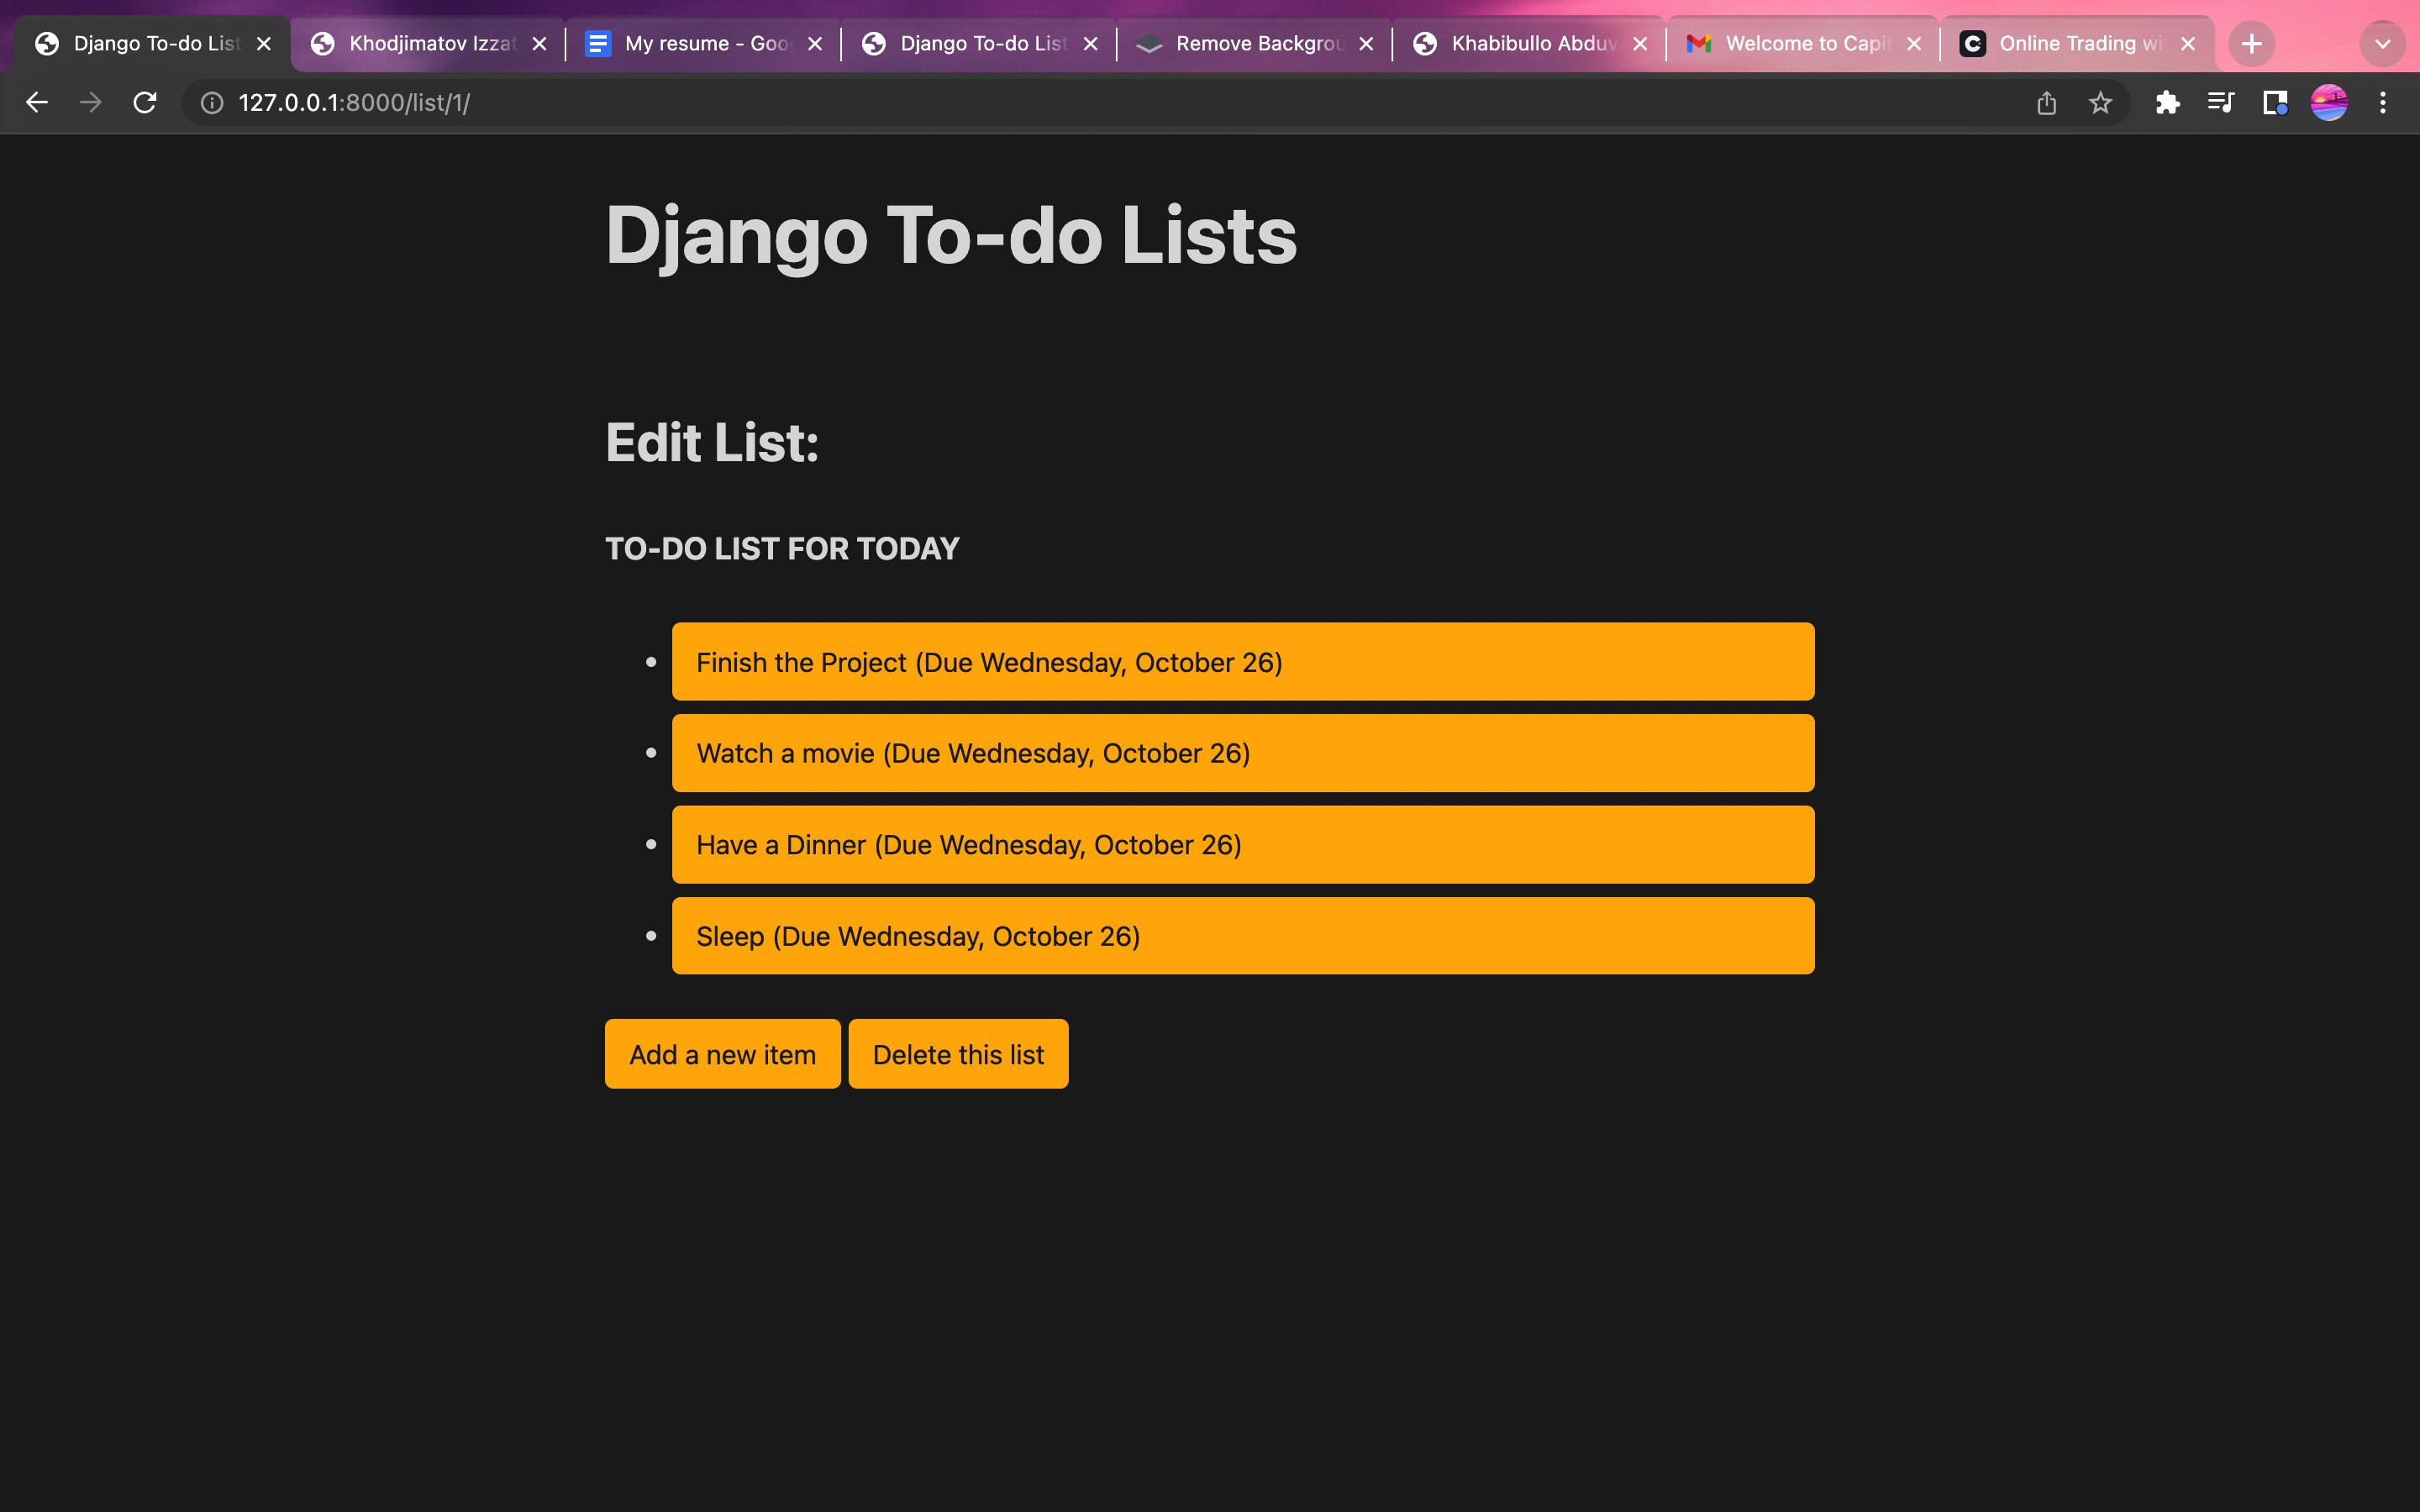 Django To-do List
Khodjimatov Izzat
My resume - Goo
Django To-do List
Remove Backgrou
Khabibullo Abduv
Welcome to Capi
Online Trading wi
127.0.0.1:8000/list/1/
Django To-do Lists
Edit List:
TO-DO LIST FOR TODAY
Finish the Project (Due Wednesday, October 26)
Watch a movie (Due Wednesday, October 26)
Have a Dinner (Due Wednesday, October 26)
Sleep (Due Wednesday, October 26)
Add a new item
Delete this list